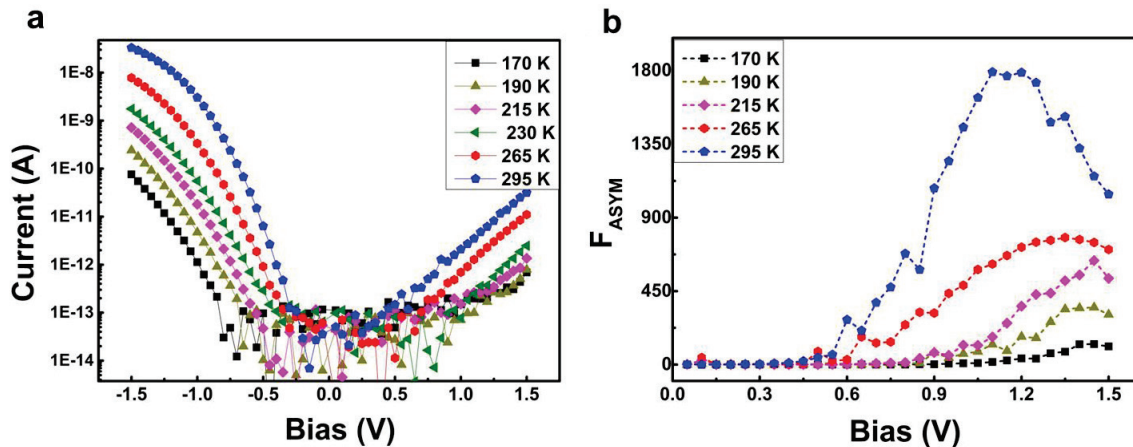 a
Current (A)
1E-8
1E-9
1E-10
1E-11
1E-12
1E-13
1E-14
-1.5
-1.0
-0.5
0.0
0.5
1.0
1.5
Bias (V)
170 K
190 K
215 K
230 K
265 K
295 K
b
F_ASYM
1800
1350
900
450
0
0.0
0.3
0.6
0.9
1.2
1.5
Bias (V)
170 K
190 K
215 K
265 K
295 K